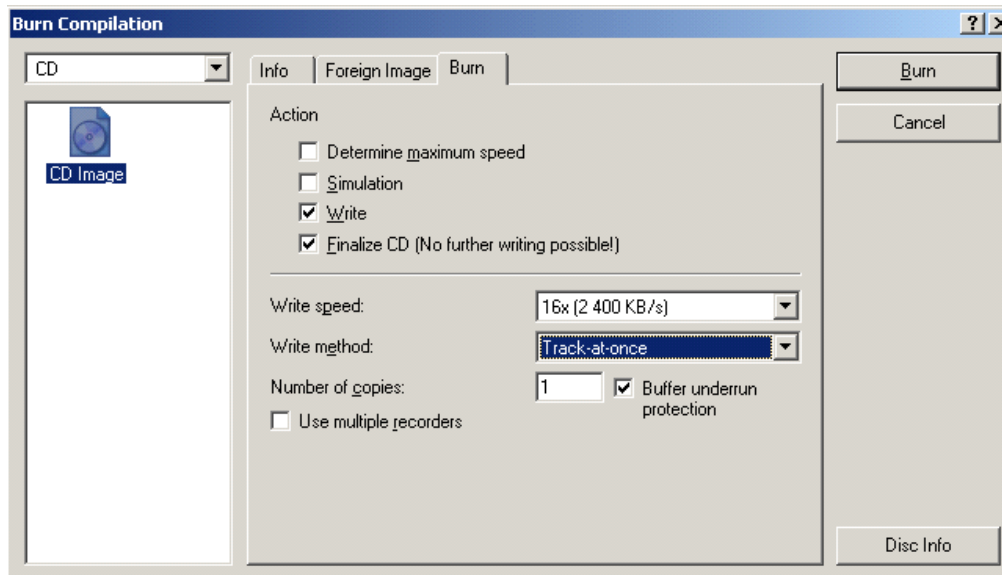 Burn Compilation
CD
CD Image
Info
Foreign Image
Burn
Action
Determine maximum speed
Simulation
Write
Finalize CD (No further writing possible!)
Write speed:
16x (2 400 KB/s)
Write method:
Track-at-once
Number of copies:
1
Buffer underrun
protection
Use multiple recorders
Burn
Cancel
Disc Info